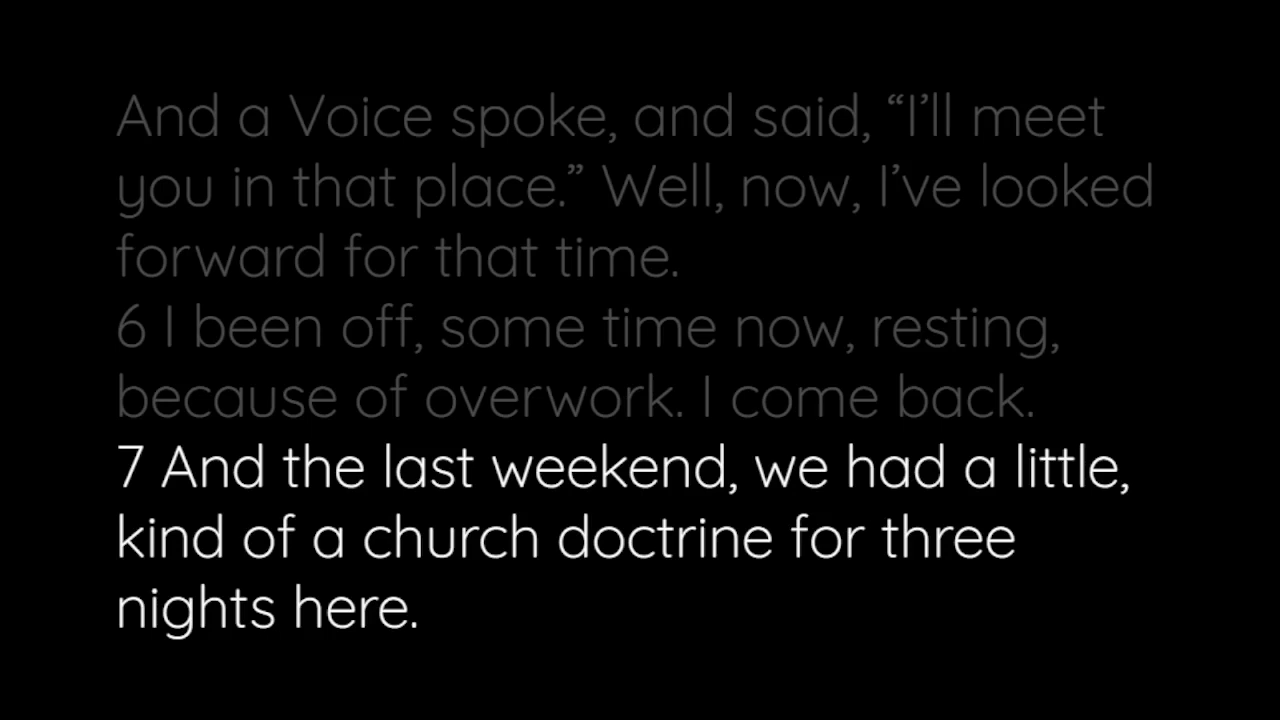 And a Voice spoke, and said, “I’ll meet
you in that place.” Well, now, I’ve looked
forward for that time.
6 I been off, some time now, resting,
because of overwork. I come back.
7 And the last weekend, we had a little,
kind of a church doctrine for three
nights here.